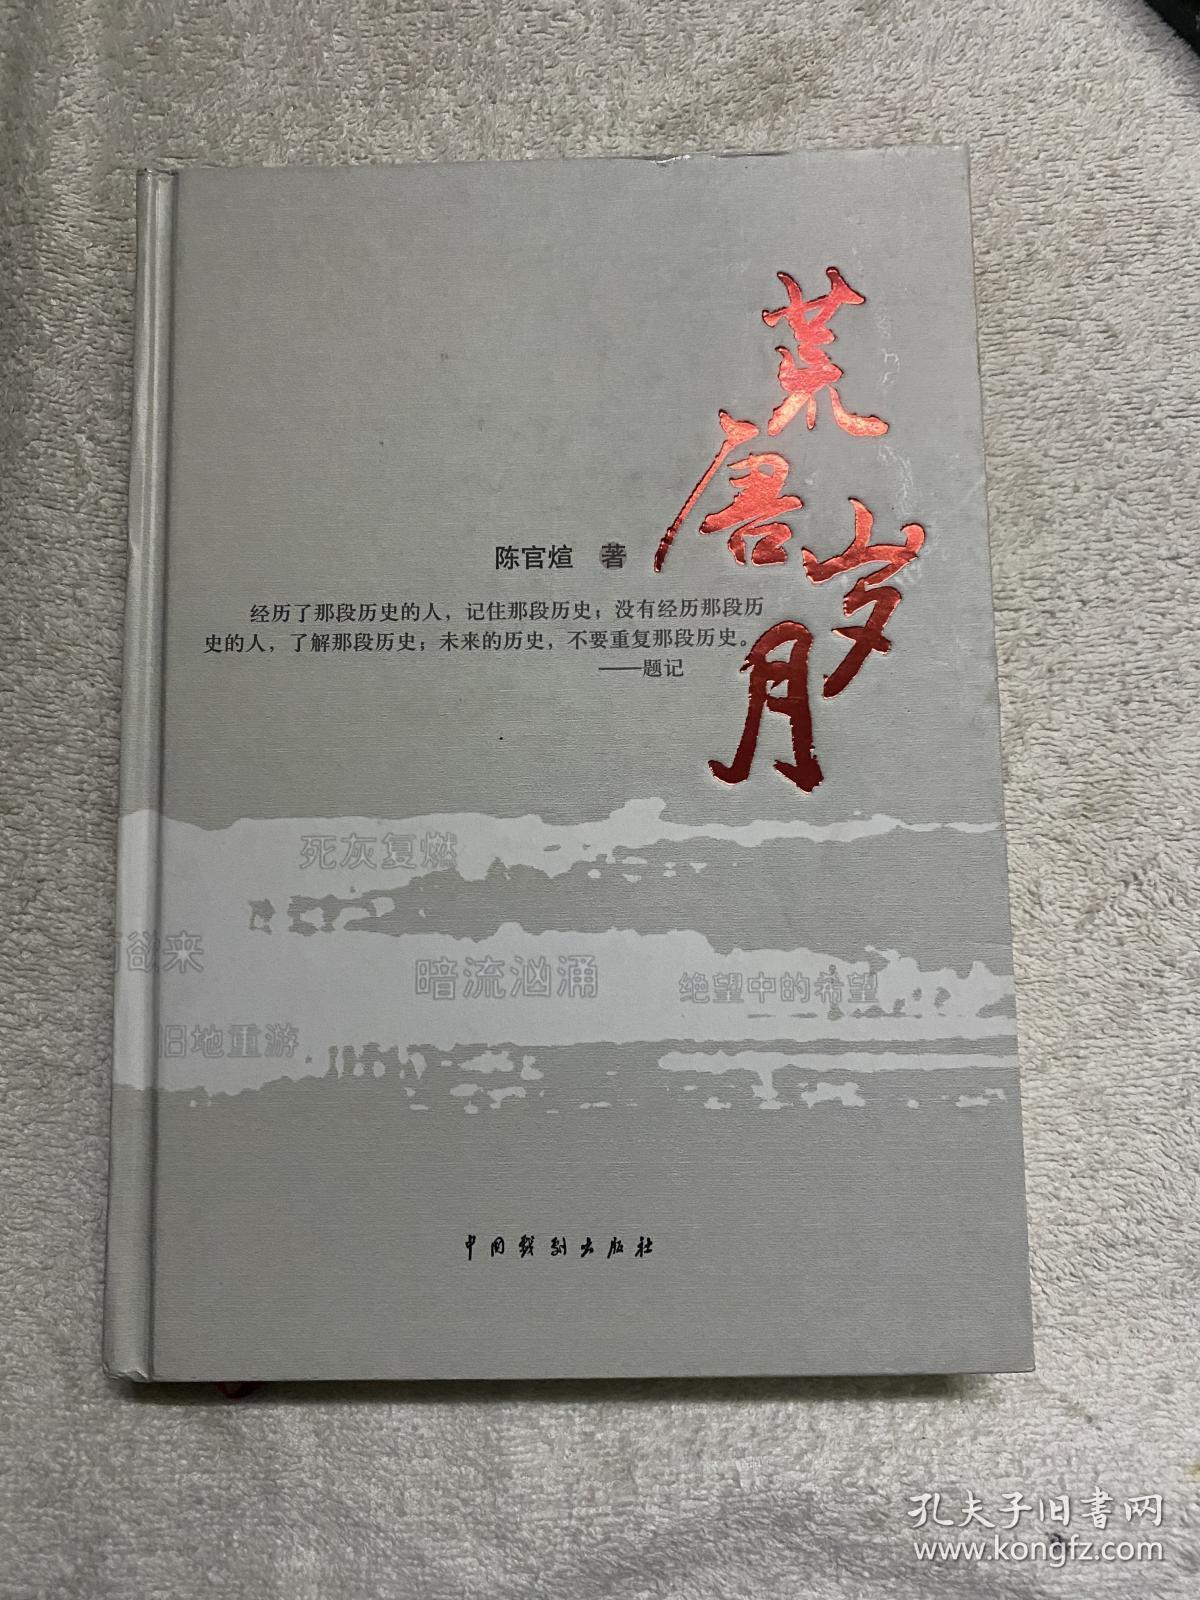 荒唐岁月
陈官煊 著
经历了那段历史的人，记住那段历史；没有经历那段历
史的人，了解那段历史；未来的历史，不要重复那段历史。
——题记
死灰复燃
欲来
暗流汹涌
绝望中的希望
旧地重游
中国戏剧出版社
孔夫子旧书网
www.kongfz.com